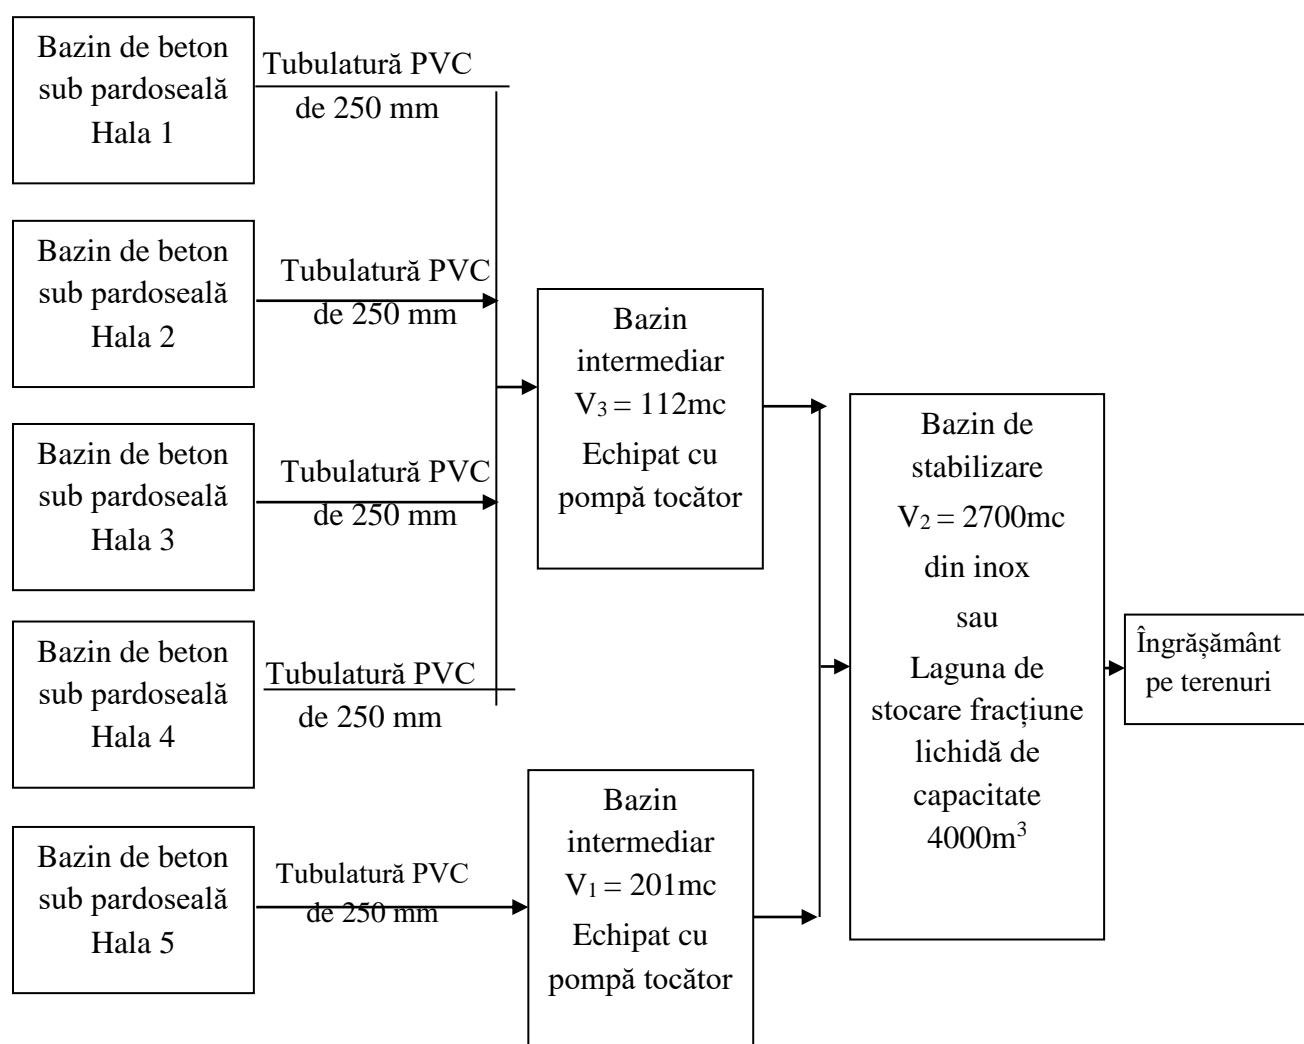 Bazin de beton
sub pardoseală
Hala 1
Tubulatură PVC
de 250 mm
Bazin de beton
sub pardoseală
Hala 2
Tubulatură PVC
de 250 mm
Bazin de beton
sub pardoseală
Hala 3
Tubulatură PVC
de 250 mm
Bazin de beton
sub pardoseală
Hala 4
Tubulatură PVC
de 250 mm
Bazin de beton
sub pardoseală
Hala 5
Tubulatură PVC
de 250 mm
Bazin
intermediar
V₃ = 112mc
Echipat cu
pompă tocător
Bazin
intermediar
V₁ = 201mc
Echipat cu
pompă tocător
Bazin de
stabilizare
V₂ = 2700mc
din inox
sau
Laguna de
stocare fracțiune
lichidă de
capacitate
4000m³
Îngrășământ
pe terenuri